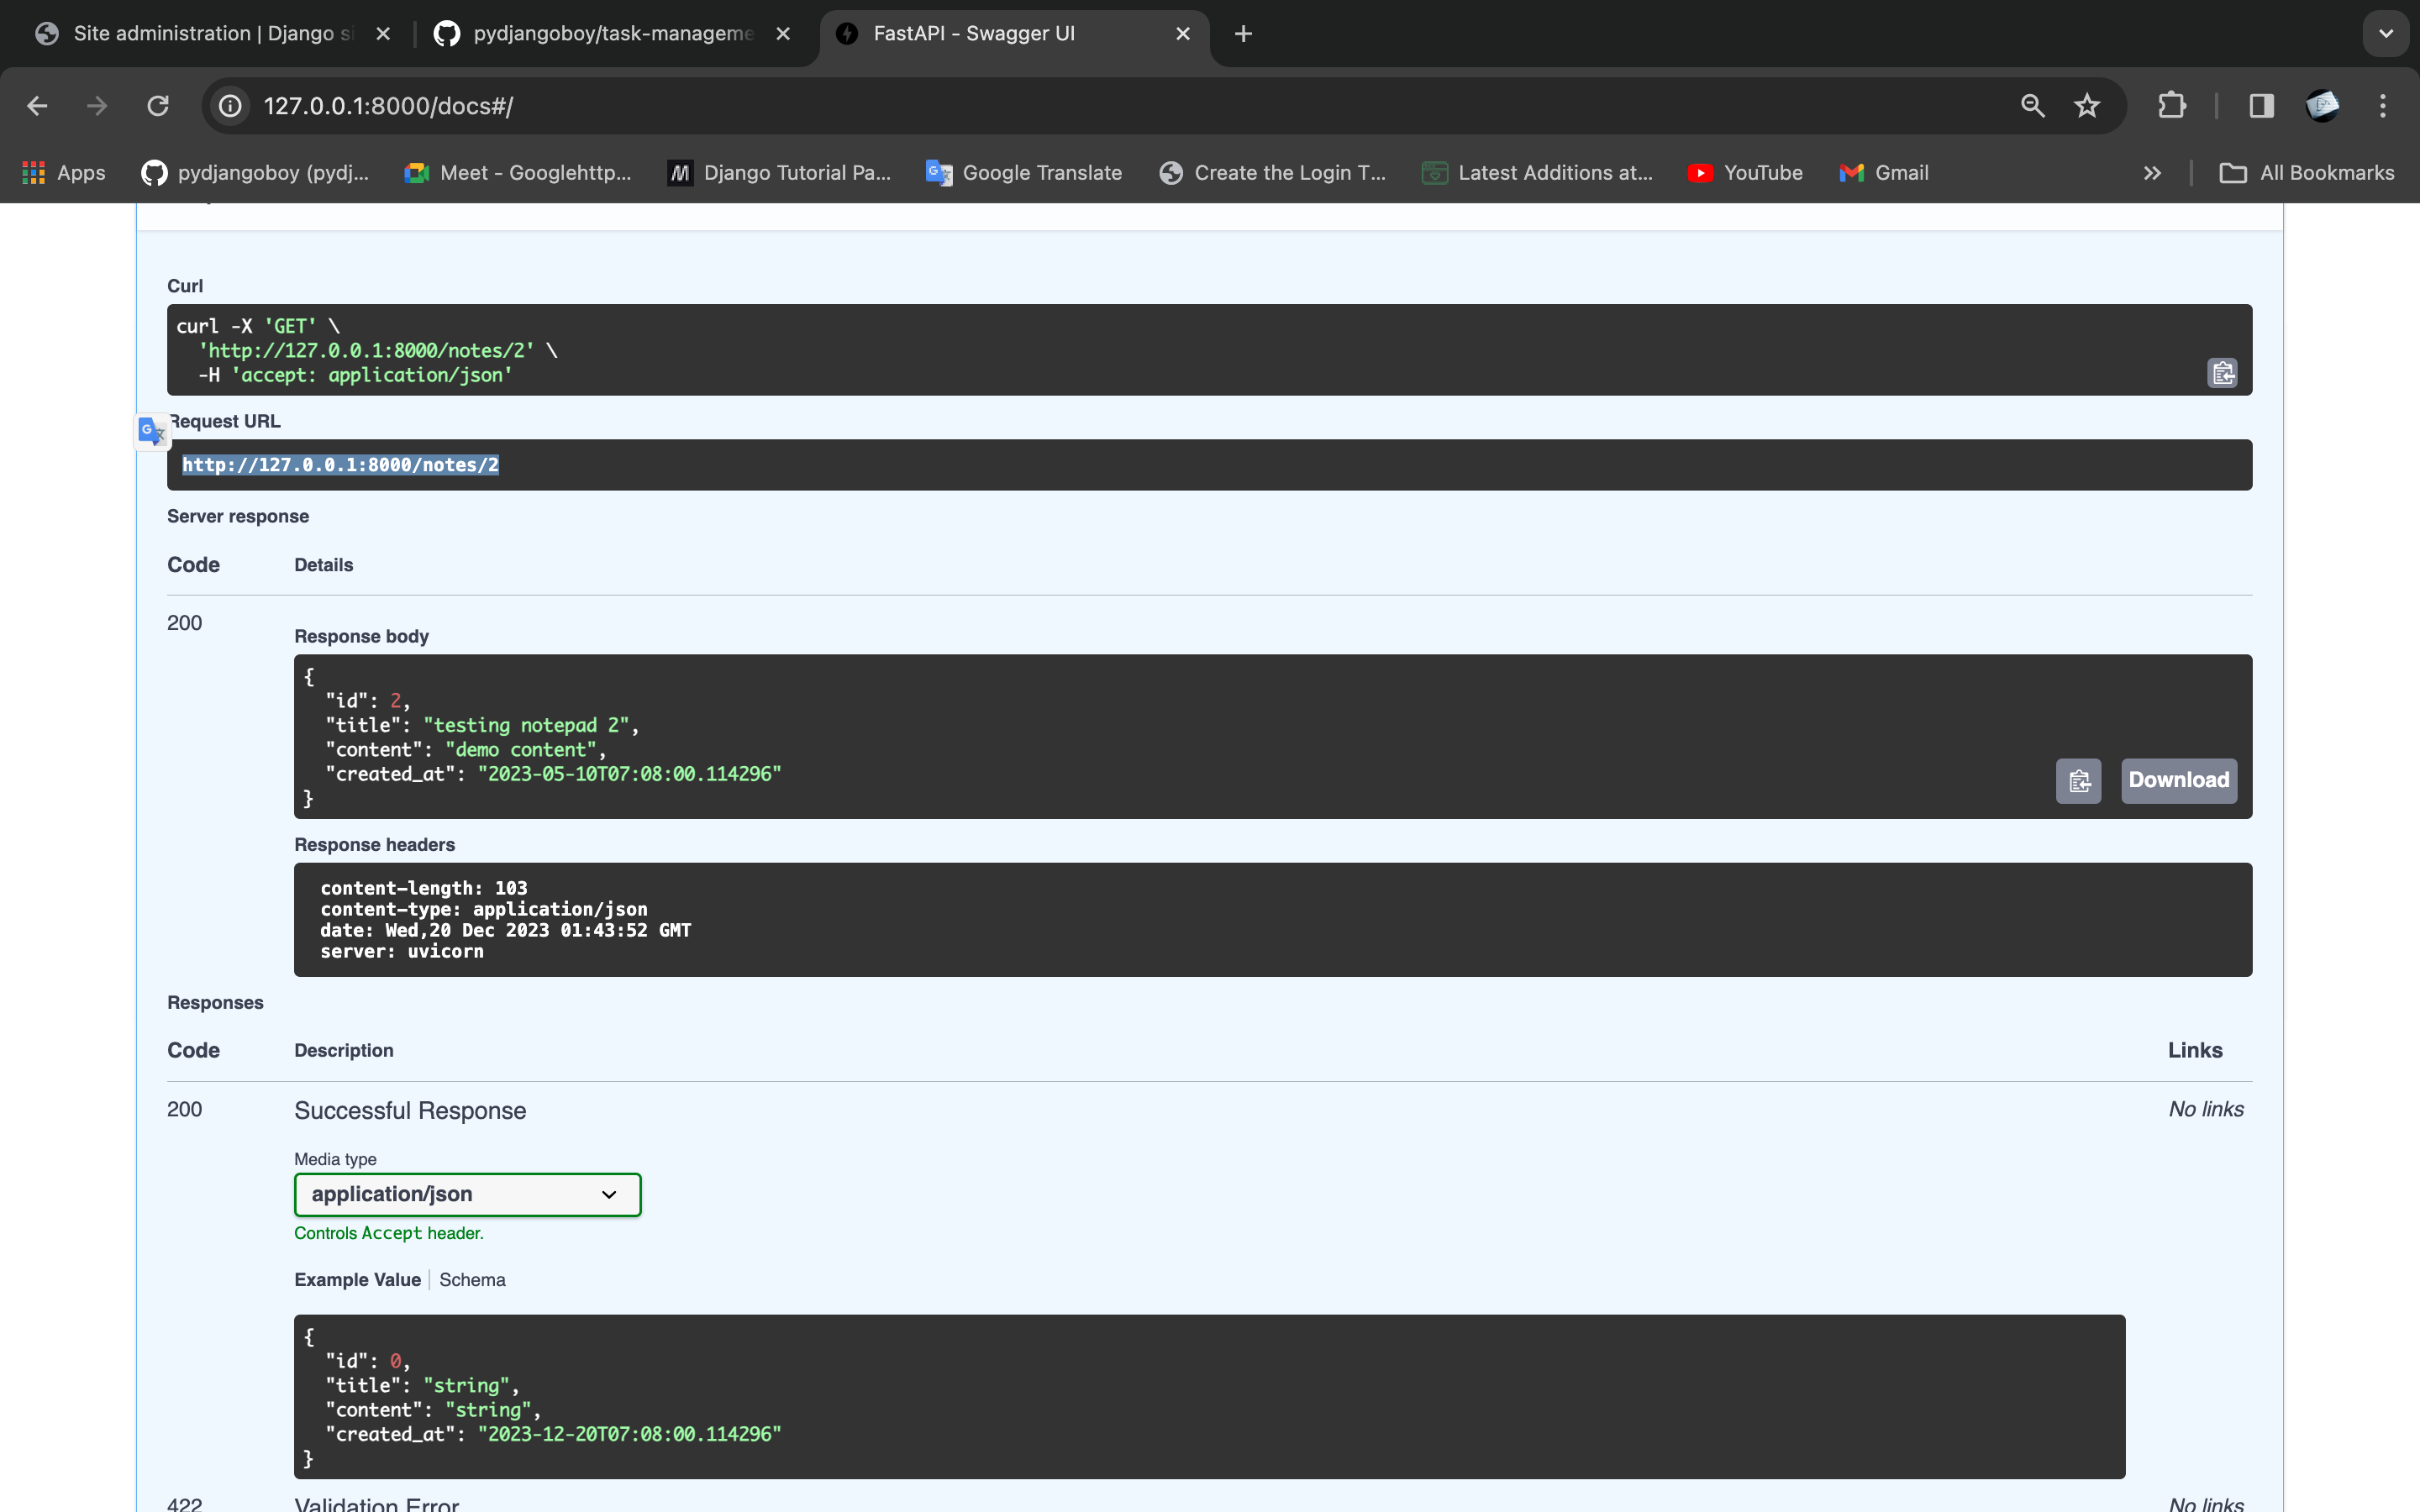 Site administration | Django si
pydjangoboy/task-manageme
FastAPI - Swagger UI
127.0.0.1:8000/docs#/
Apps
pydjangoboy (pydj...
Meet - Googlehttp...
Django Tutorial Pa...
Google Translate
Create the Login T...
Latest Additions at...
YouTube
Gmail
All Bookmarks
Curl
curl -X 'GET' \
'http://127.0.0.1:8000/notes/2' \
-H 'accept: application/json'
Request URL
http://127.0.0.1:8000/notes/2
Server response
Code Details
200
Response body
{
"id": 2,
"title": "testing notepad 2",
"content": "demo content",
"created_at": "2023-05-10T07:08:00.114296"
}
Download
Response headers
content-length: 103
content-type: application/json
date: Wed,20 Dec 2023 01:43:52 GMT
server: uvicorn
Responses
Code Description Links
200 Successful Response No links
Media type
application/json
Controls Accept header.
Example Value Schema
{
"id": 0,
"title": "string",
"content": "string",
"created_at": "2023-12-20T07:08:00.114296"
}
422 Validation Error No links